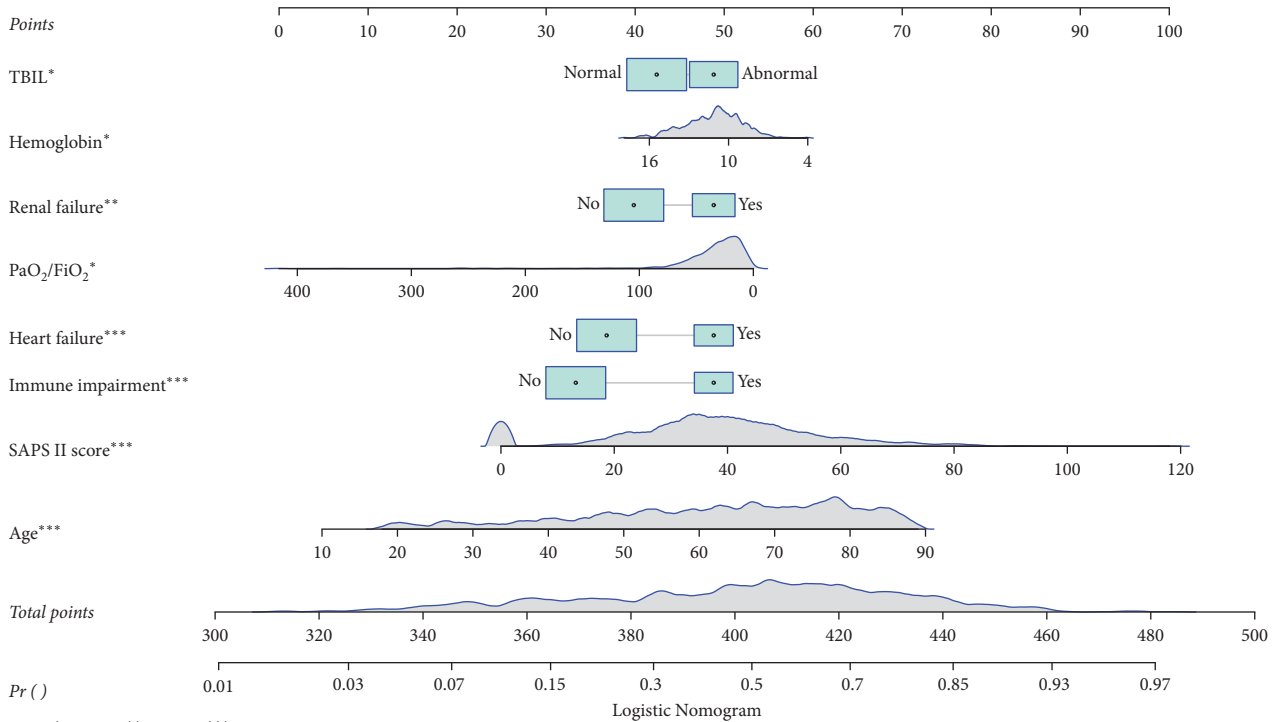 Points
0 10 20 30 40 50 60 70 80 90 100
TBIL* Normal Abnormal
Hemoglobin*
16 10 4
Renal failure** No Yes
PaO2/FiO2*
400 300 200 100 0
Heart failure*** No Yes
Immune impairment*** No Yes
SAPS II score***
0 20 40 60 80 100 120
Age***
10 20 30 40 50 60 70 80 90
Total points
300 320 340 360 380 400 420 440 460 480 500
Pr ( )
0.01 0.03 0.07 0.15 0.3 0.5 0.7 0.85 0.93 0.97
Logistic Nomogram